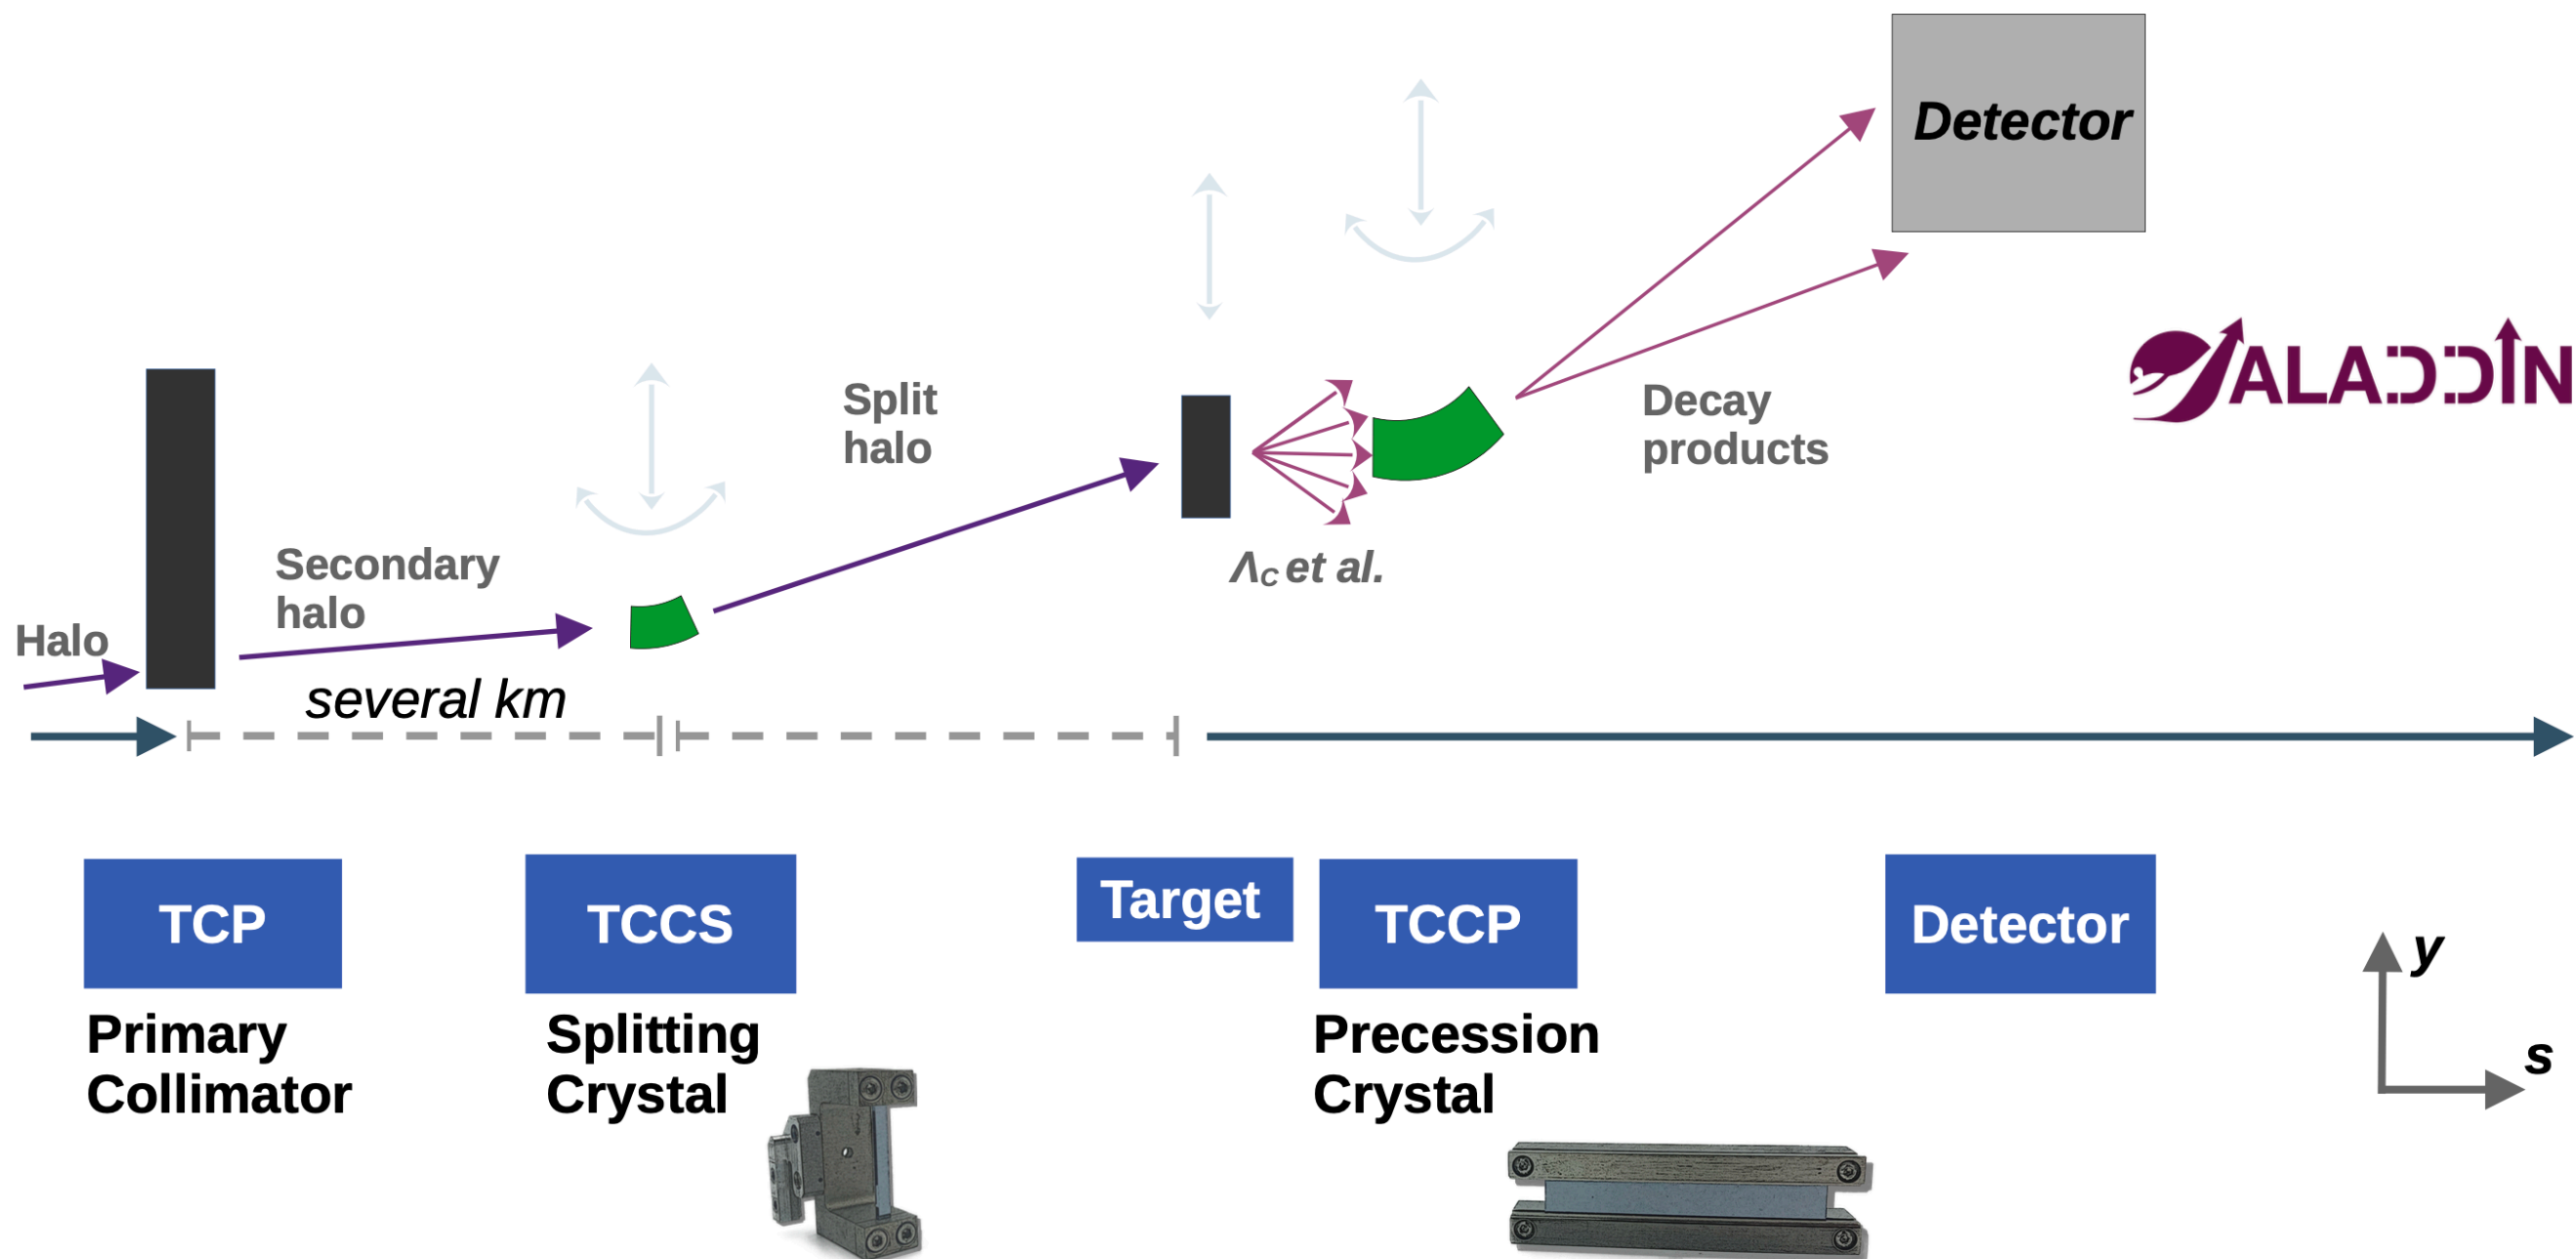 Detector
ALADDIN
Split
halo
Decay
products
Secondary
halo
Λc et al.
Halo
several km
TCP
TCCS
Target
TCCP
Detector
Primary
Collimator
Splitting
Crystal
Precession
Crystal
y
s